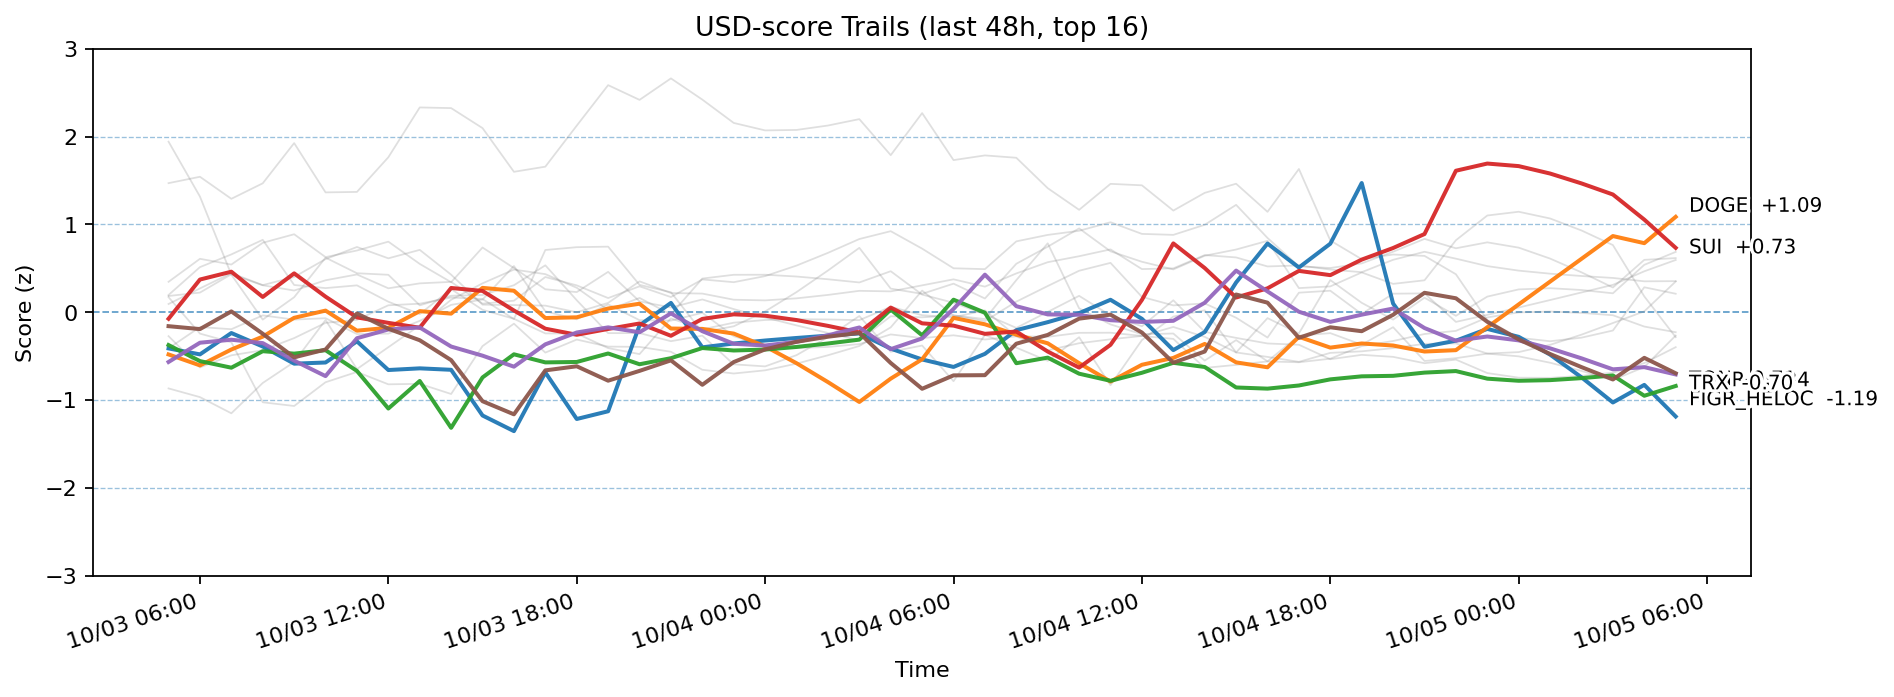 USD-score Trails (last 48h, top 16)
Score (z)
3
2
1
0
−1
−2
−3
DOGE +1.09
SUI +0.73
TRX -0.70
FIGR_HELOC -1.19
10/03 06:00
10/03 12:00
10/03 18:00
10/04 00:00
10/04 06:00
10/04 12:00
10/04 18:00
10/05 00:00
10/05 06:00
Time